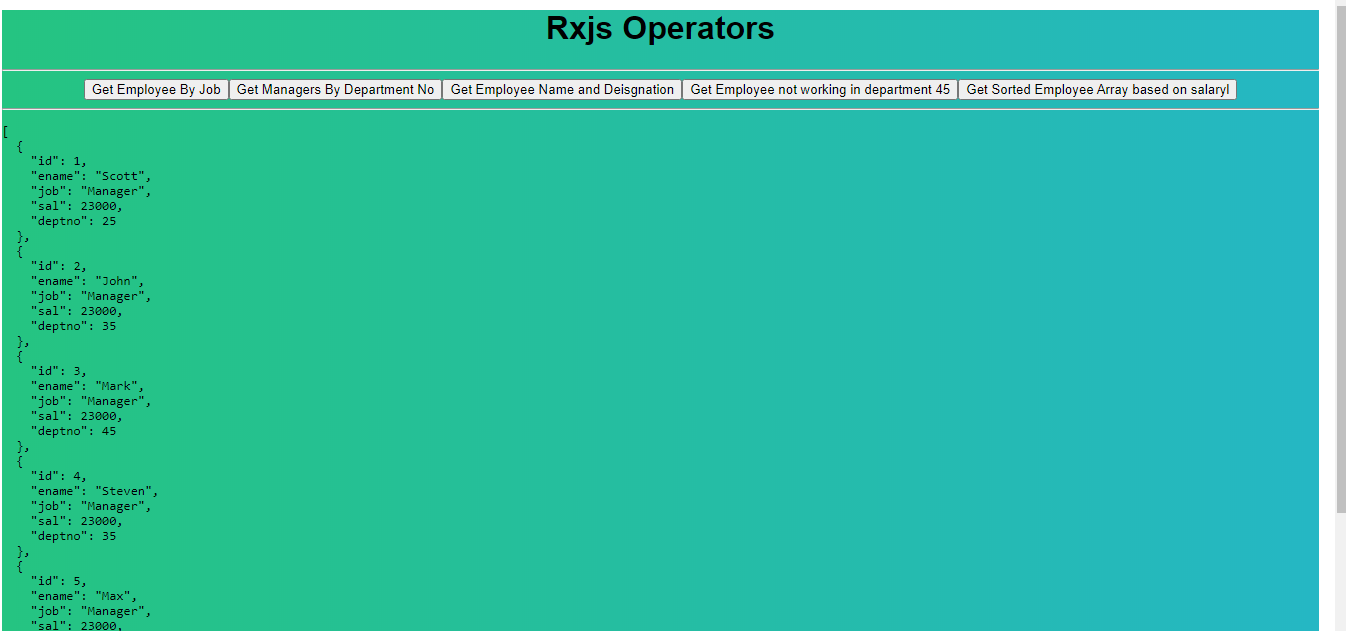 Rxjs Operators
Get Employee By Job Get Managers By Department No Get Employee Name and Deisgnation Get Employee not working in department 45 Get Sorted Employee Array based on salaryl
[
  {
    "id": 1,
    "ename": "Scott",
    "job": "Manager",
    "sal": 23000,
    "deptno": 25
  },
  {
    "id": 2,
    "ename": "John",
    "job": "Manager",
    "sal": 23000,
    "deptno": 35
  },
  {
    "id": 3,
    "ename": "Mark",
    "job": "Manager",
    "sal": 23000,
    "deptno": 45
  },
  {
    "id": 4,
    "ename": "Steven",
    "job": "Manager",
    "sal": 23000,
    "deptno": 35
  },
  {
    "id": 5,
    "ename": "Max",
    "job": "Manager",
    "sal": 23000,